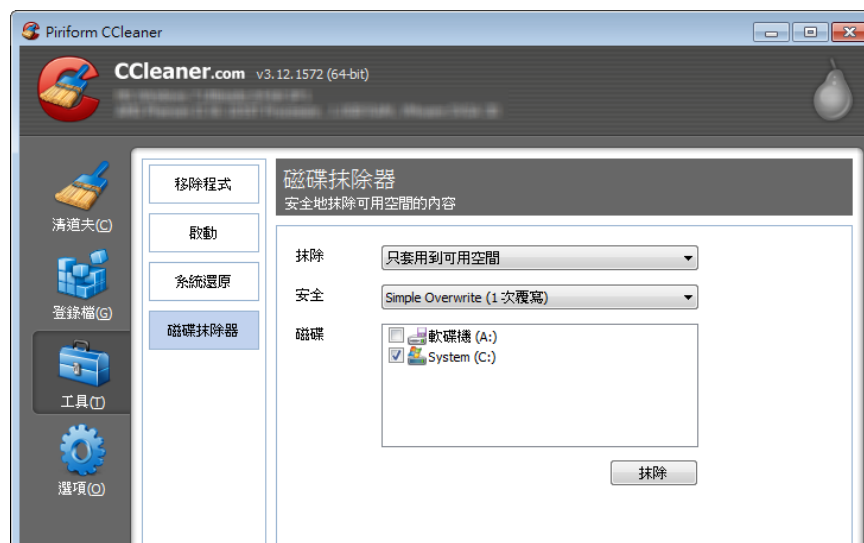 Piriform CCleaner
CCleaner.com v3.12.1572 (64-bit)
清道夫(C)
登錄檔(G)
工具(T)
選項(O)
移除程式
啟動
系統還原
磁碟抹除器
磁碟抹除器
安全地抹除可用空間的內容
抹除
只套用到可用空間
安全
Simple Overwrite (1 次覆寫)
磁碟
軟碟機 (A:)
System (C:)
抹除